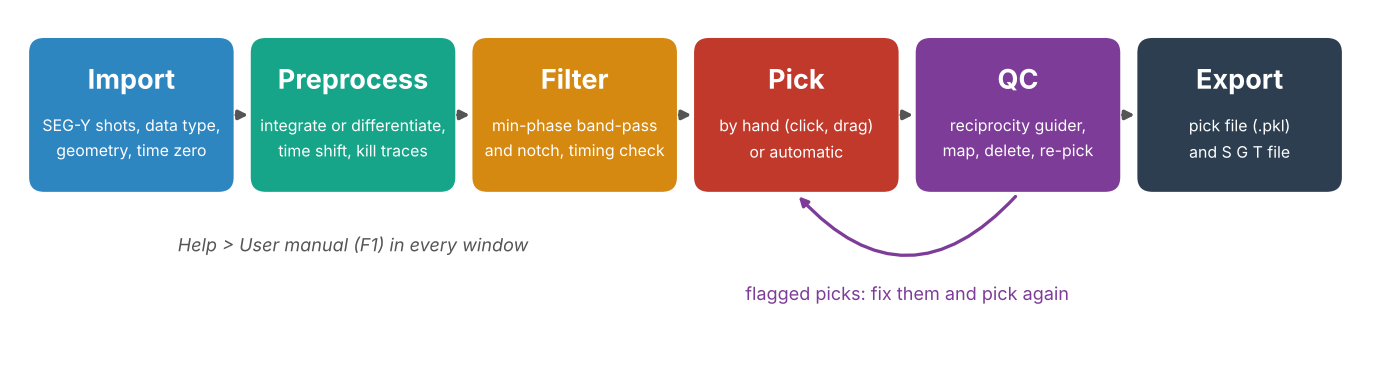 Import
SEG-Y shots, data type,
geometry, time zero
Preprocess
integrate or differentiate,
time shift, kill traces
Filter
min-phase band-pass
and notch, timing check
Pick
by hand (click, drag)
or automatic
QC
reciprocity guider,
map, delete, re-pick
Export
pick file (.pkl)
and S G T file
Help > User manual (F1) in every window
flagged picks: fix them and pick again